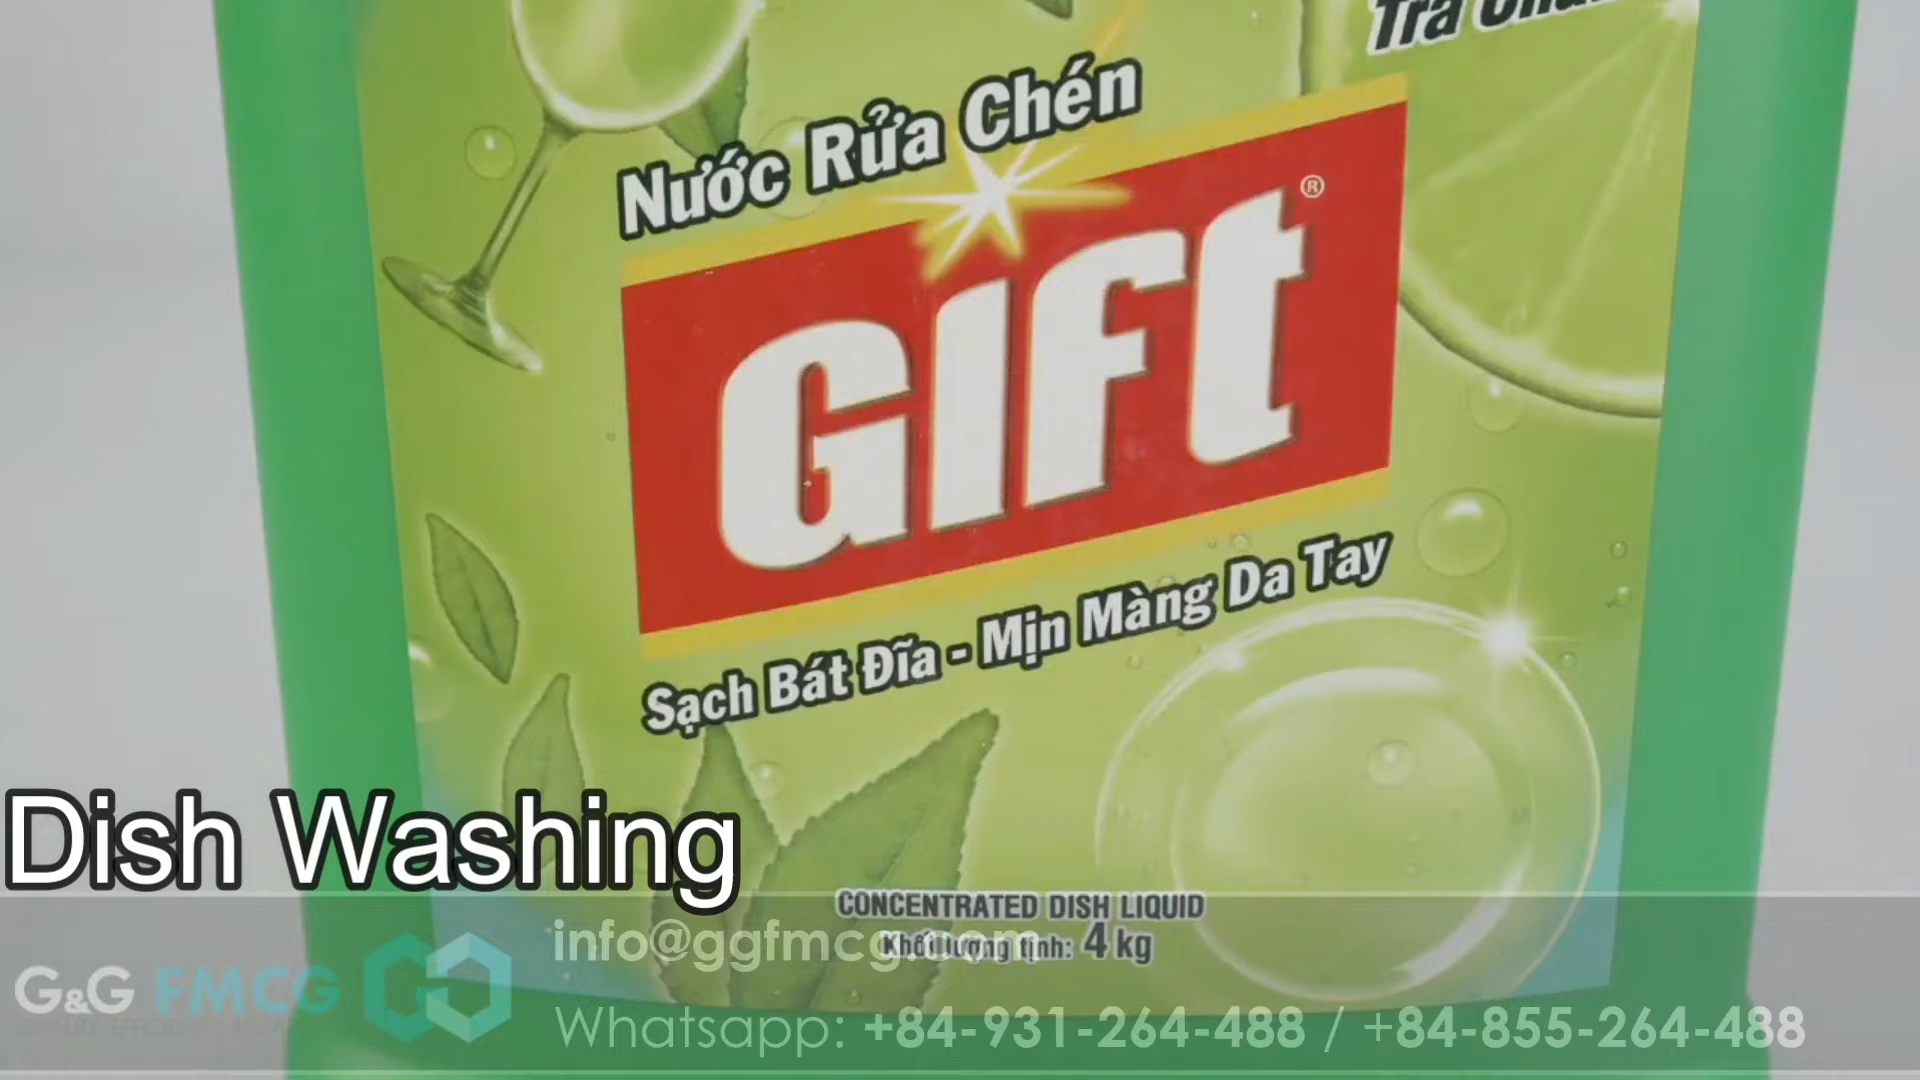 Trà
Nước Rửa Chén
Gift®
Sạch Bát Đĩa - Mịn Màng Da Tay
Dish Washing
CONCENTRATED DISH LIQUID
Khối lượng tịnh: 4 kg
info@ggfmcg.com
G&G FMCG
Whatsapp: +84-931-264-488 / +84-855-264-488